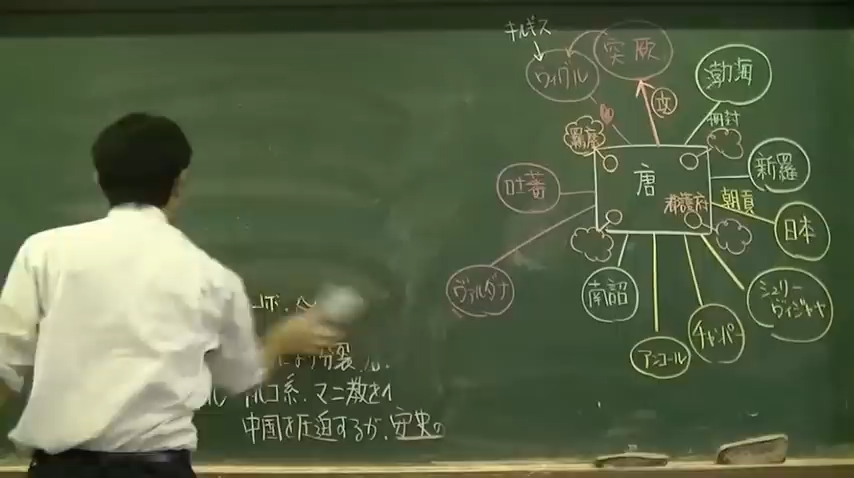 キルギス
突厥
ウイグル
攻
渤海
冊封
羈縻
新羅
唐
吐蕃
都護府
朝貢
日本
ヴァルダナ
南詔
シュリー
ヴィジャヤ
チャンパー
アンコール
より分裂
トルコ系、マニ教を
中国を圧迫するが、安史の